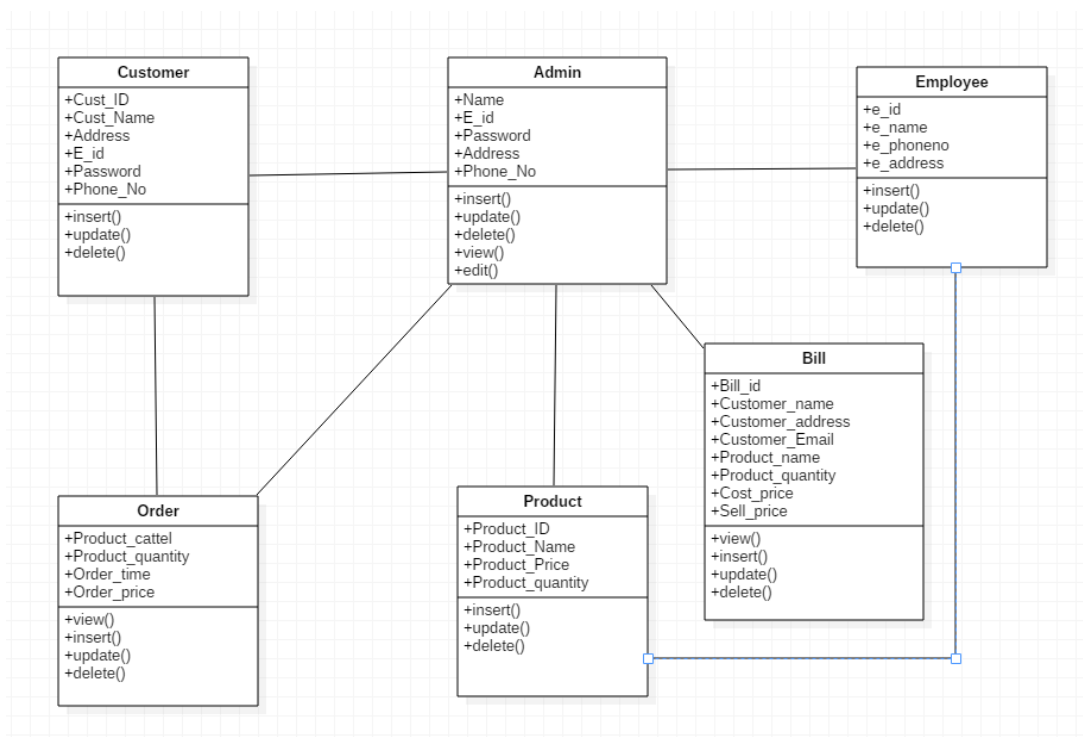 Customer
+Cust_ID
+Cust_Name
+Address
+E_id
+Password
+Phone_No
+insert()
+update()
+delete()
Admin
+Name
+E_id
+Password
+Address
+Phone_No
+insert()
+update()
+delete()
+view()
+edit()
Employee
+e_id
+e_name
+e_phoneno
+e_address
+insert()
+update()
+delete()
Order
+Product_cattel
+Product_quantity
+Order_time
+Order_price
+view()
+insert()
+update()
+delete()
Product
+Product_ID
+Product_Name
+Product_Price
+Product_quantity
+insert()
+update()
+delete()
Bill
+Bill_id
+Customer_name
+Customer_address
+Customer_Email
+Product_name
+Product_quantity
+Cost_price
+Sell_price
+view()
+insert()
+update()
+delete()